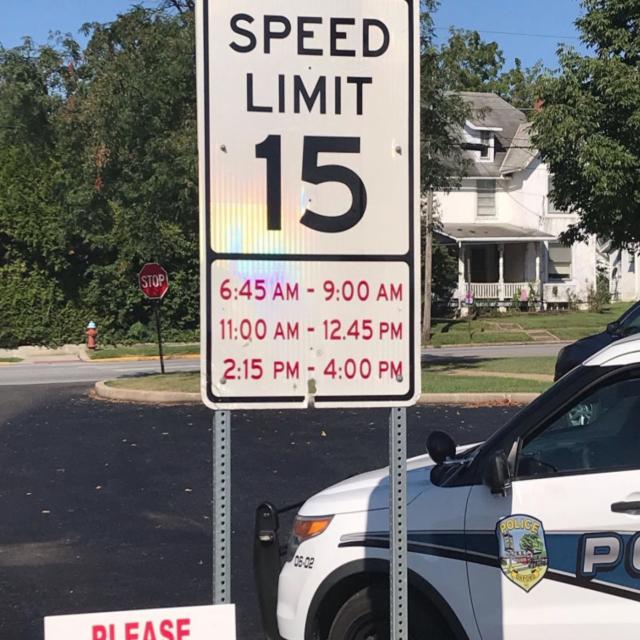 SPEED
LIMIT
15
6:45 AM - 9:00 AM
11:00 AM - 12.45 PM
2:15 PM - 4:00 PM
STOP
POLICE
OXFORD
PO
06-02
PLEASE